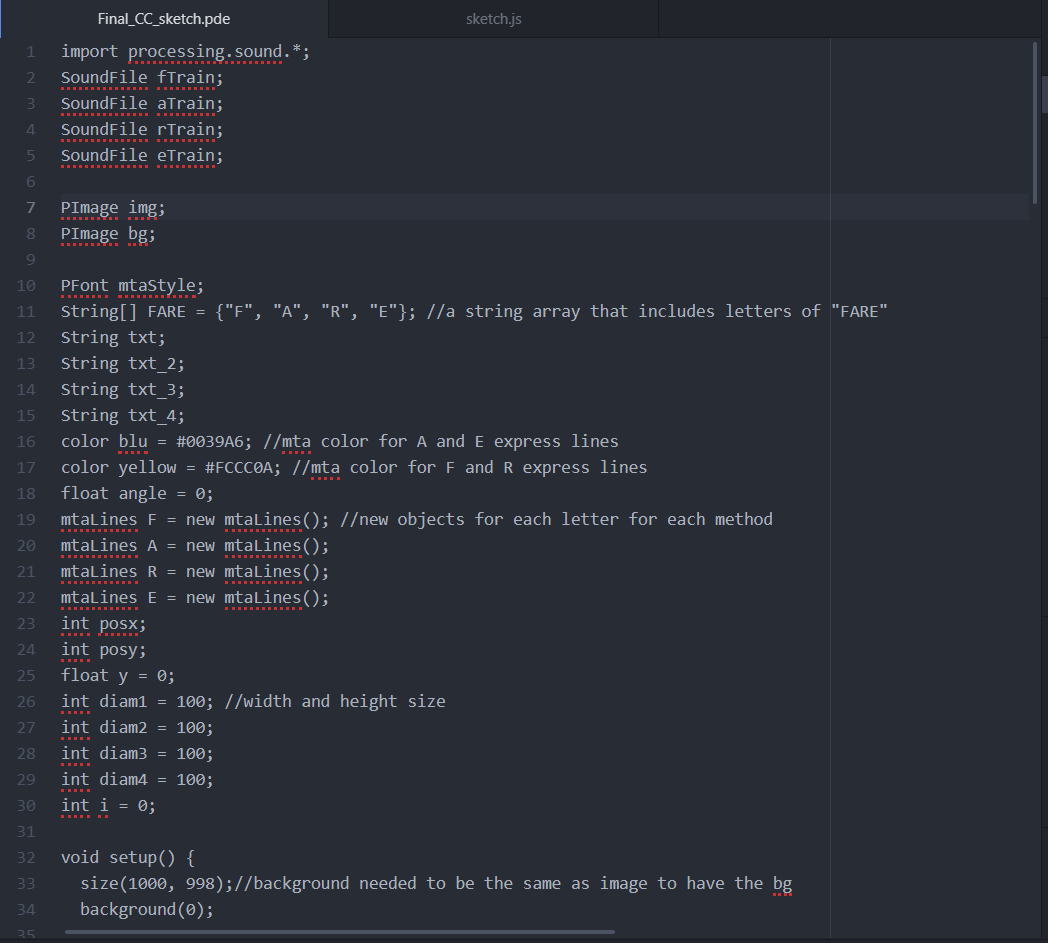 Final_CC_sketch.pde
sketch.js
1 import processing.sound.*;
2 SoundFile fTrain;
3 SoundFile aTrain;
4 SoundFile rTrain;
5 SoundFile eTrain;
6
7 PImage img;
8 PImage bg;
9
10 PFont mtaStyle;
11 String[] FARE = {"F", "A", "R", "E"}; //a string array that includes letters of "FARE"
12 String txt;
13 String txt_2;
14 String txt_3;
15 String txt_4;
16 color blu = #0039A6; //mta color for A and E express lines
17 color yellow = #FCCC0A; //mta color for F and R express lines
18 float angle = 0;
19 mtaLines F = new mtaLines(); //new objects for each letter for each method
20 mtaLines A = new mtaLines();
21 mtaLines R = new mtaLines();
22 mtaLines E = new mtaLines();
23 int posx;
24 int posy;
25 float y = 0;
26 int diam1 = 100; //width and height size
27 int diam2 = 100;
28 int diam3 = 100;
29 int diam4 = 100;
30 int i = 0;
31
32 void setup() {
33   size(1000, 998);//background needed to be the same as image to have the bg
34   background(0);
35